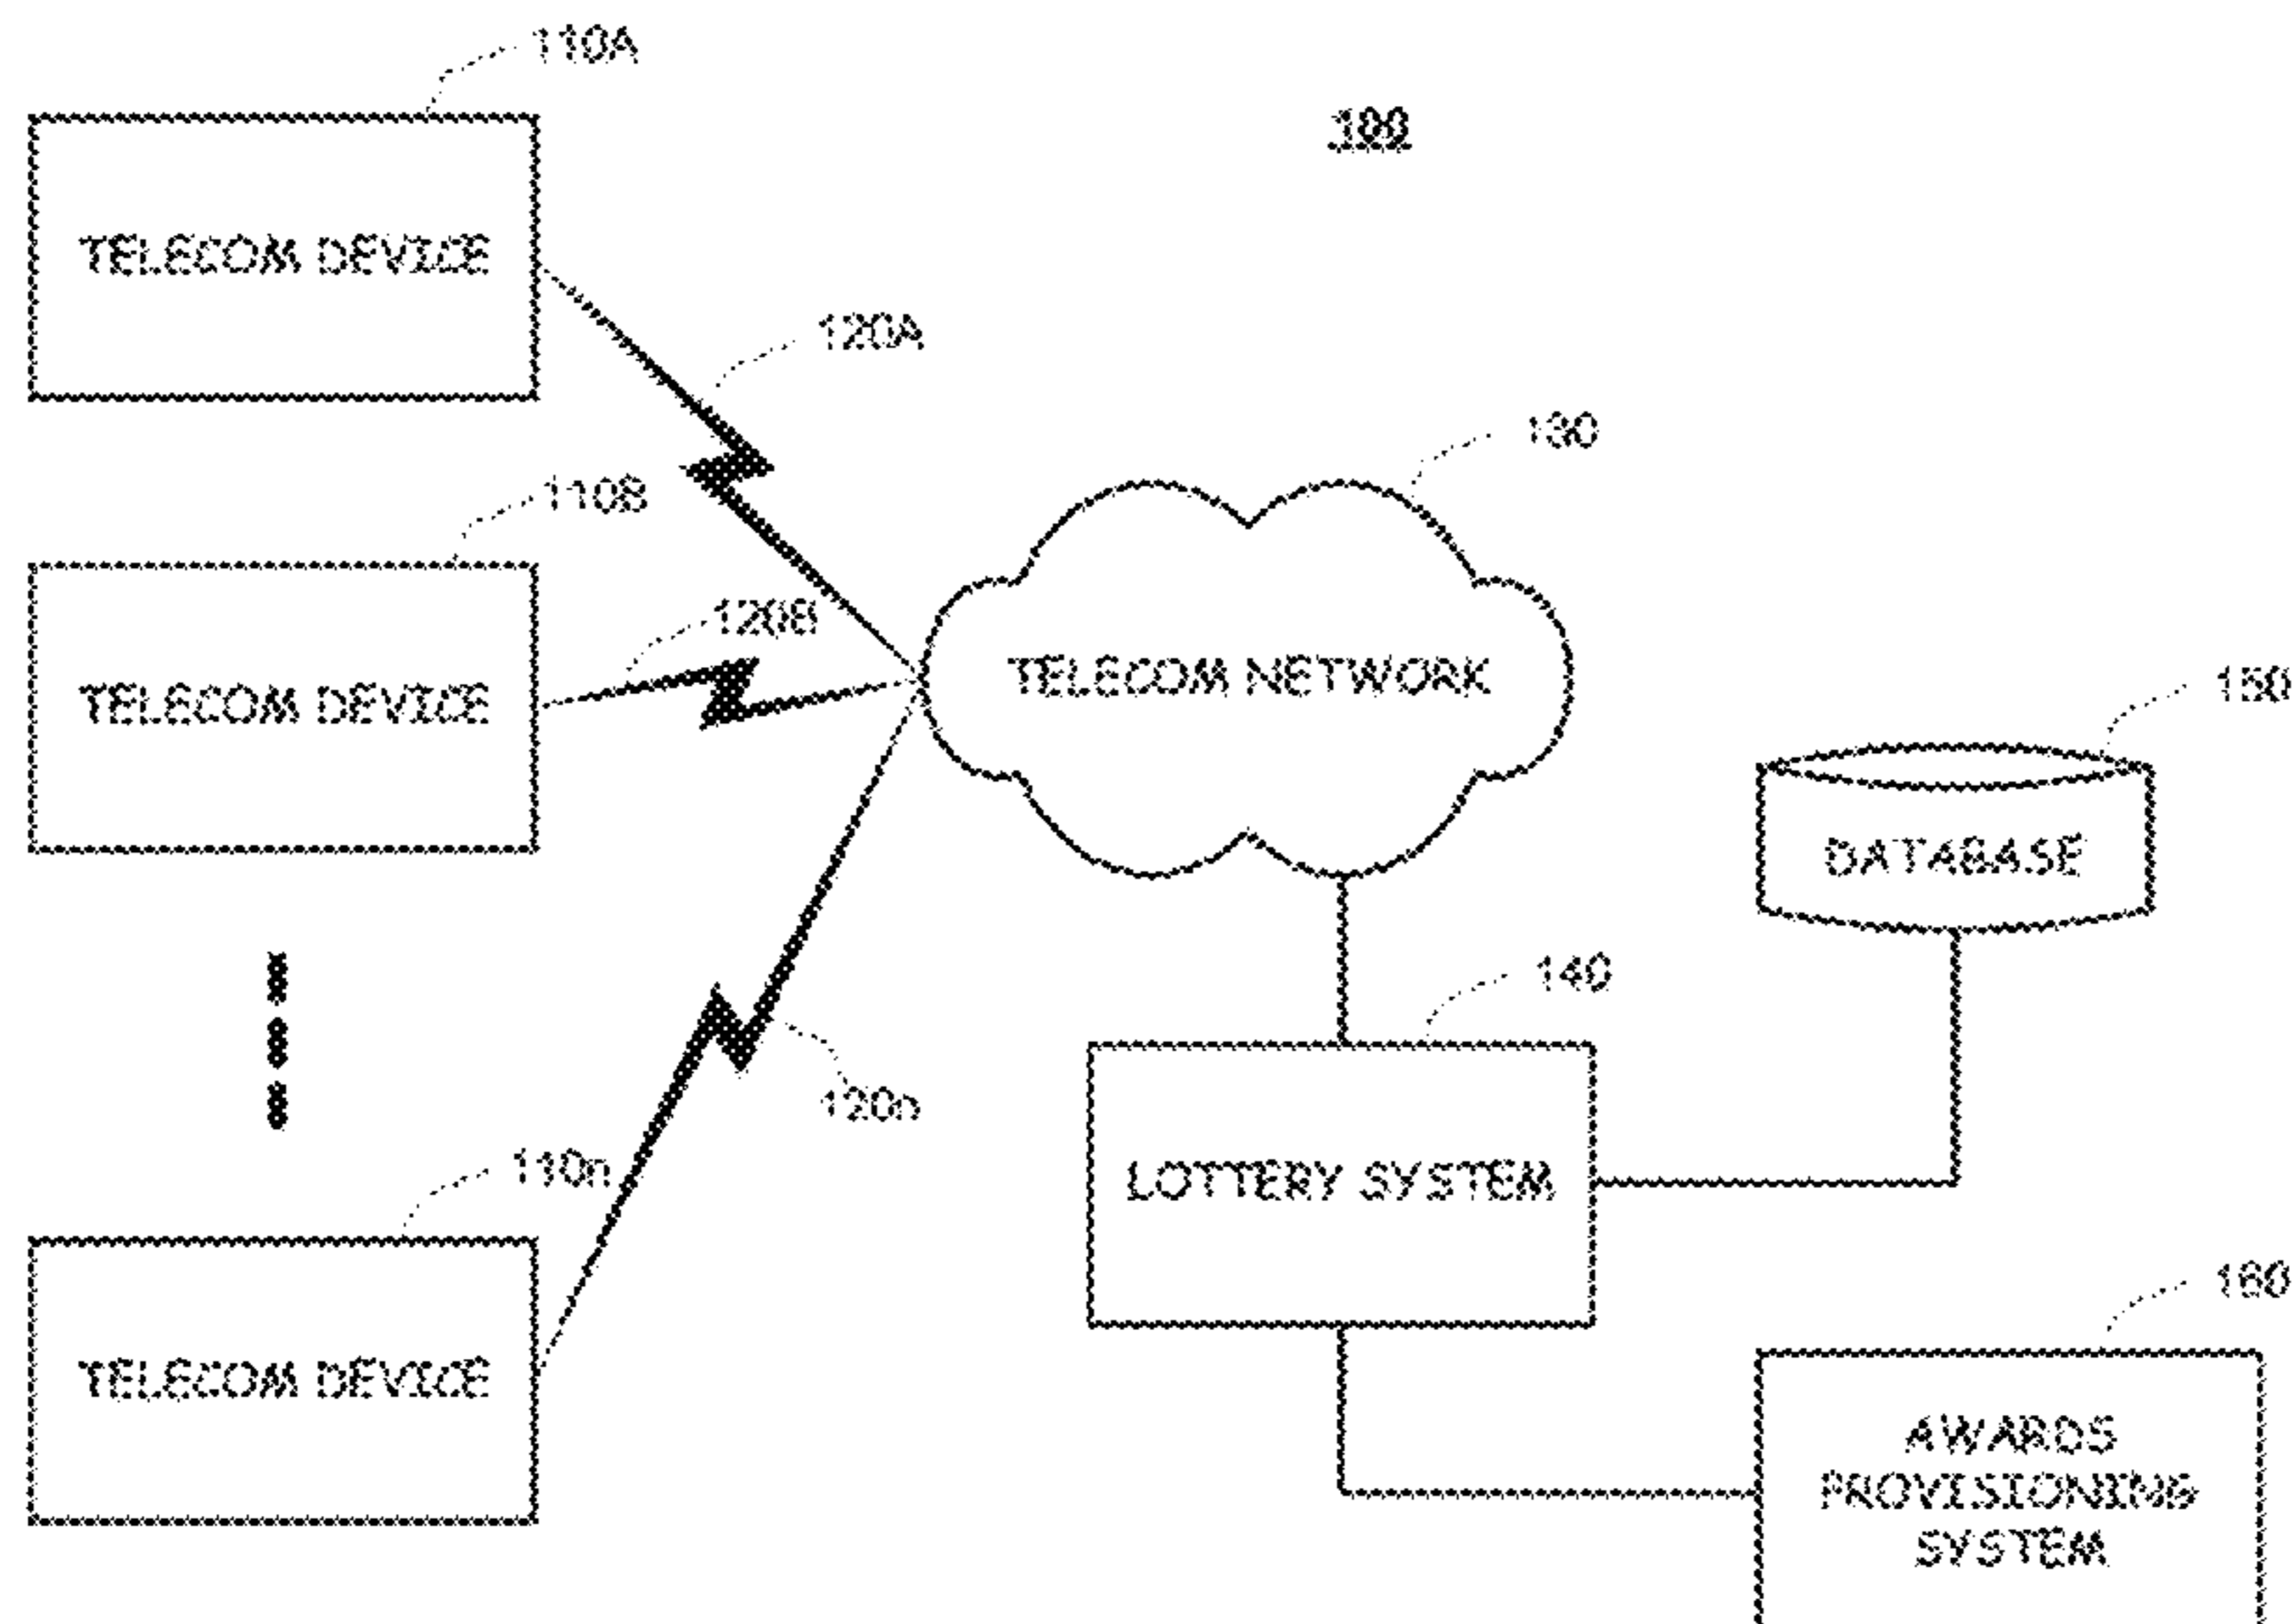 110A
100
TELECOM DEVICE
120A
130
110B
120B
TELECOM NETWORK
TELECOM DEVICE
150
DATABASE
140
120n
110n
LOTTERY SYSTEM
160
TELECOM DEVICE
AWARDS
PROVISIONING
SYSTEM